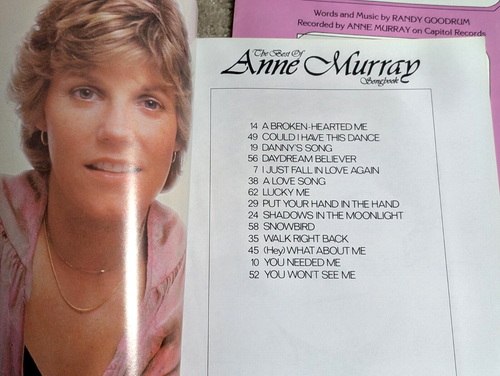 Words and Music by RANDY GOODRUM
Recorded by ANNE MURRAY on Capitol Records
The Best Of
Anne Murray
Songbook
14 A BROKEN-HEARTED ME
49 COULD I HAVE THIS DANCE
19 DANNY'S SONG
56 DAYDREAM BELIEVER
7 I JUST FALL IN LOVE AGAIN
38 A LOVE SONG
62 LUCKY ME
29 PUT YOUR HAND IN THE HAND
24 SHADOWS IN THE MOONLIGHT
58 SNOWBIRD
35 WALK RIGHT BACK
45 (Hey) WHAT ABOUT ME
10 YOU NEEDED ME
52 YOU WON'T SEE ME